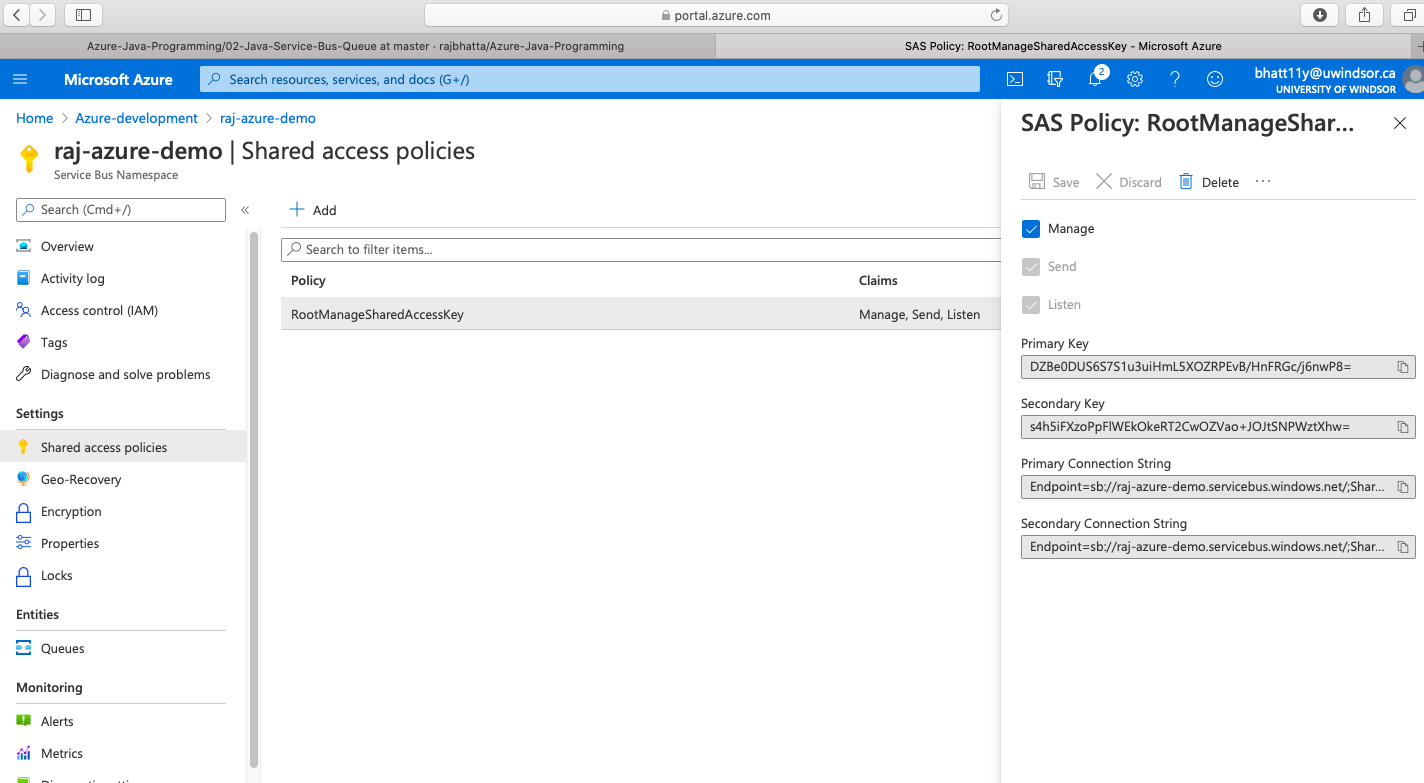 portal.azure.com
Azure-Java-Programming/02-Java-Service-Bus-Queue at master · rajbhatta/Azure-Java-Programming
SAS Policy: RootManageSharedAccessKey - Microsoft Azure
Microsoft Azure
Search resources, services, and docs (G+/)
2
bhatt11y@uwindsor.ca
UNIVERSITY OF WINDSOR
Home > Azure-development > raj-azure-demo
raj-azure-demo | Shared access policies
Service Bus Namespace
Search (Cmd+/)
«
Overview
Activity log
Access control (IAM)
Tags
Diagnose and solve problems
Settings
Shared access policies
Geo-Recovery
Encryption
Properties
Locks
Entities
Queues
Monitoring
Alerts
Metrics
Add
Search to filter items...
Policy Claims
RootManageSharedAccessKey Manage, Send, Listen
SAS Policy: RootManageShar...
Save Discard Delete ...
Manage
Send
Listen
Primary Key
DZBe0DUS6S7S1u3uiHmL5XOZRPEvB/HnFRGc/j6nwP8=
Secondary Key
s4h5iFXzoPpFlWEkOkeRT2CwOZVao+JOJtSNPWztXhw=
Primary Connection String
Endpoint=sb://raj-azure-demo.servicebus.windows.net/;Shar...
Secondary Connection String
Endpoint=sb://raj-azure-demo.servicebus.windows.net/;Shar...